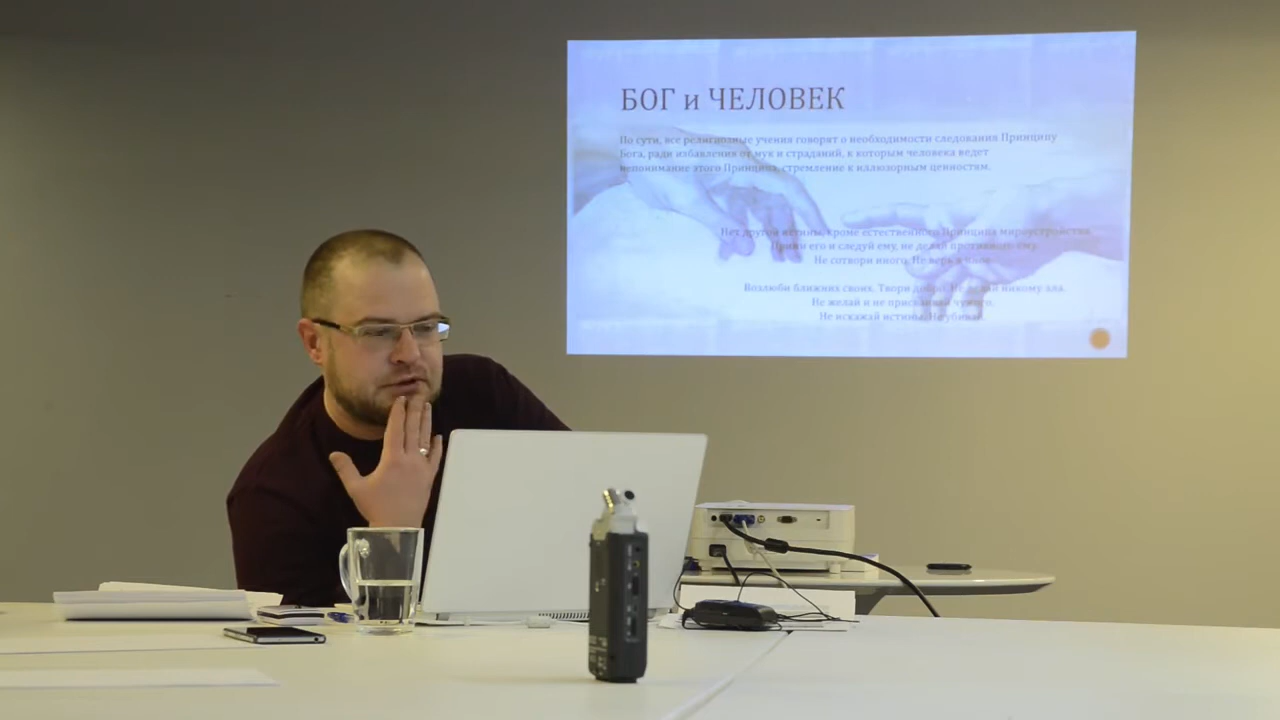 БОГ и ЧЕЛОВЕК
По сути, все религиозные учения говорят о необходимости следования Принципу
Бога, ради избавления от мук и страданий, к которым человека ведет
непонимание этого Принципа, стремление к иллюзорным ценностям.
Нет другой истины, кроме естественного Принципа мироустройства.
Прими его и следуй ему, не делай противного ему.
Не сотвори иного. Не верь в иное.
Возлюби ближних своих. Твори добро. Не делай никому зла.
Не желай и не присваивай чужого.
Не искажай истины. Не убивай.